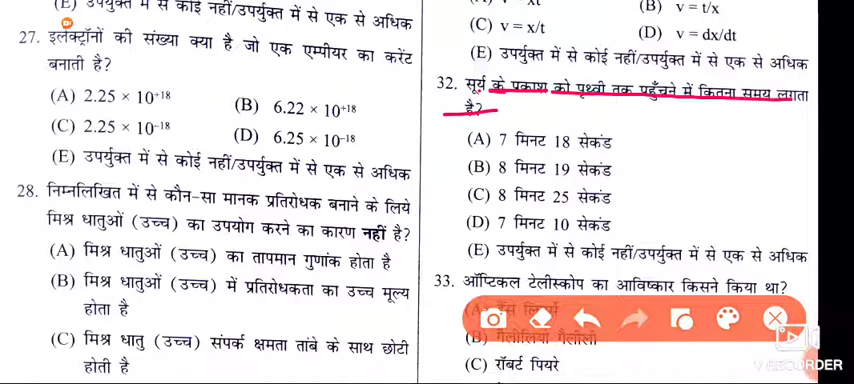 (E) उपर्युक्त में से कोई नहीं/उपर्युक्त में से एक से अधिक
27. इलेक्ट्रॉनों की संख्या क्या है जो एक एम्पीयर का करेंट
बनाती है?
(A) 2.25 × 10⁺¹⁸
(B) 6.22 × 10⁺¹⁸
(C) 2.25 × 10⁻¹⁸
(D) 6.25 × 10⁻¹⁸
(E) उपर्युक्त में से कोई नहीं/उपर्युक्त में से एक से अधिक
28. निम्नलिखित में से कौन-सा मानक प्रतिरोधक बनाने के लिये
मिश्र धातुओं (उच्च) का उपयोग करने का कारण नहीं है?
(A) मिश्र धातुओं (उच्च) का तापमान गुणांक होता है
(B) मिश्र धातुओं (उच्च) में प्रतिरोधकता का उच्च मूल्य
होता है
(C) मिश्र धातु (उच्च) संपर्क क्षमता तांबे के साथ छोटी
होती है
(B) v = t/x
(C) v = x/t
(D) v = dx/dt
(E) उपर्युक्त में से कोई नहीं/उपर्युक्त में से एक से अधिक
32. सूर्य के प्रकाश को पृथ्वी तक पहुँचने में कितना समय लगता
है?
(A) 7 मिनट 18 सेकंड
(B) 8 मिनट 19 सेकंड
(C) 8 मिनट 25 सेकंड
(D) 7 मिनट 10 सेकंड
(E) उपर्युक्त में से कोई नहीं/उपर्युक्त में से एक से अधिक
33. ऑप्टिकल टेलीस्कोप का आविष्कार किसने किया था?
(A)
(B) गैलीलियो गैलीली
(C) रॉबर्ट पियरे
V RECORDER